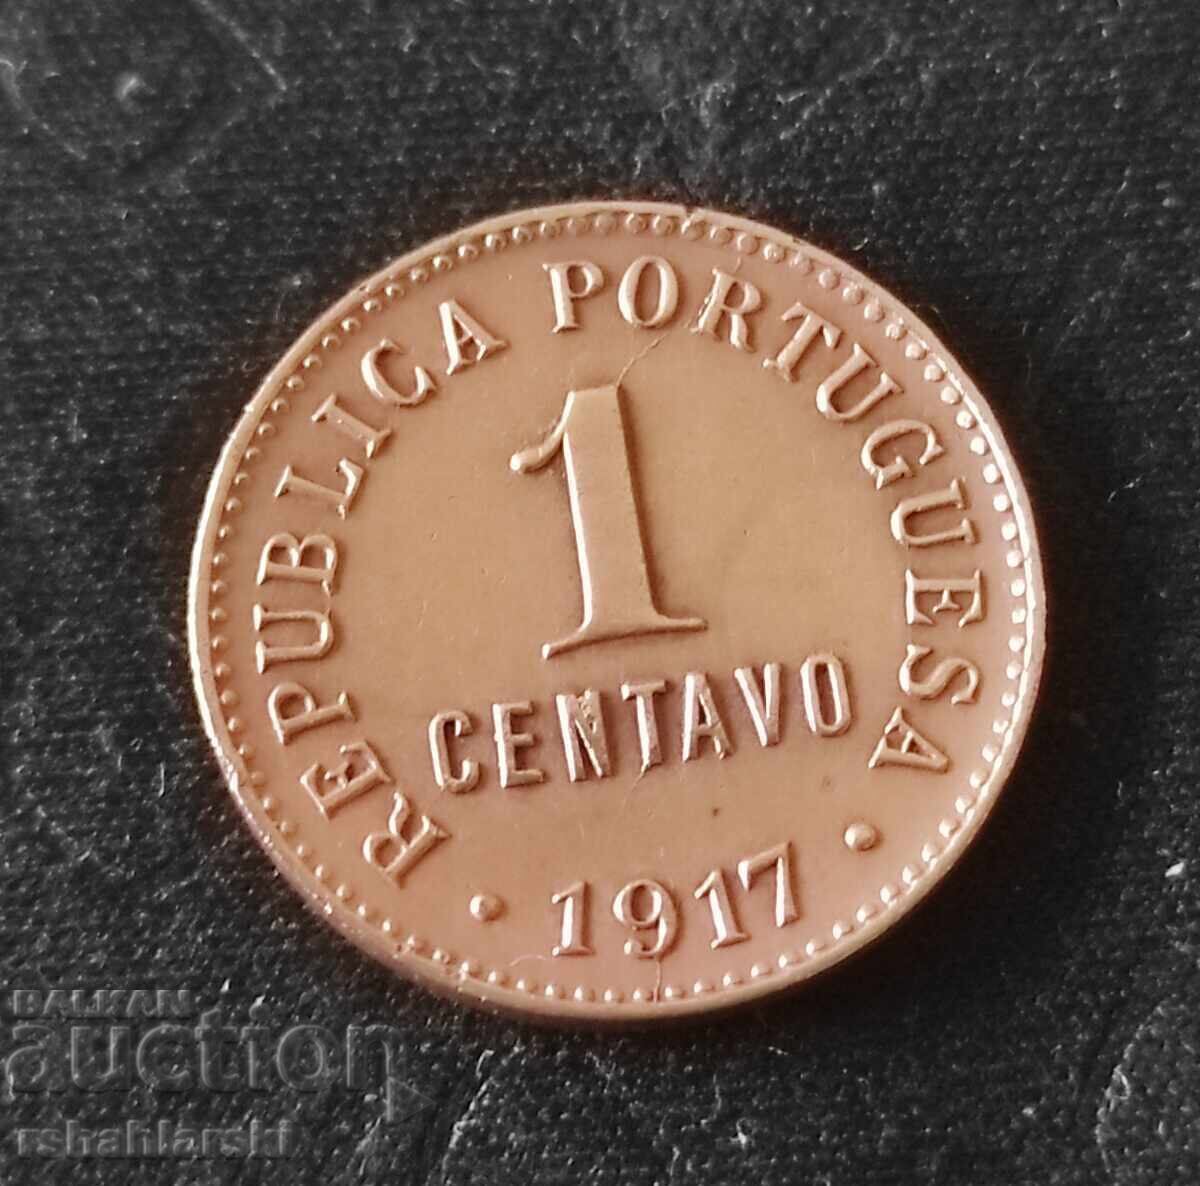 REPUBLICA PORTUGUESA
1
CENTAVO
• 1917 •
BALKAN
auction
rshahlarski